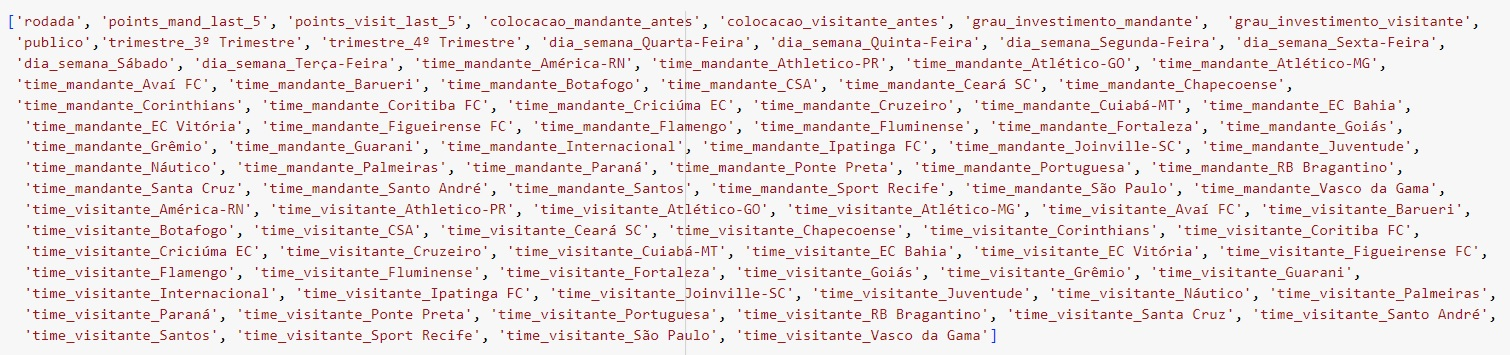 ['rodada', 'points_mand_last_5', 'points_visit_last_5', 'colocacao_mandante_antes', 'colocacao_visitante_antes', 'grau_investimento_mandante', 'grau_investimento_visitante',
'publico','trimestre_3º Trimestre', 'trimestre_4º Trimestre', 'dia_semana_Quarta-Feira', 'dia_semana_Quinta-Feira', 'dia_semana_Segunda-Feira', 'dia_semana_Sexta-Feira',
'dia_semana_Sábado', 'dia_semana_Terça-Feira', 'time_mandante_América-RN', 'time_mandante_Athletico-PR', 'time_mandante_Atlético-GO', 'time_mandante_Atlético-MG',
'time_mandante_Avaí FC', 'time_mandante_Barueri', 'time_mandante_Botafogo', 'time_mandante_CSA', 'time_mandante_Ceará SC', 'time_mandante_Chapecoense',
'time_mandante_Corinthians', 'time_mandante_Coritiba FC', 'time_mandante_Criciúma EC', 'time_mandante_Cruzeiro', 'time_mandante_Cuiabá-MT', 'time_mandante_EC Bahia',
'time_mandante_EC Vitória', 'time_mandante_Figueirense FC', 'time_mandante_Flamengo', 'time_mandante_Fluminense', 'time_mandante_Fortaleza', 'time_mandante_Goiás',
'time_mandante_Grêmio', 'time_mandante_Guarani', 'time_mandante_Internacional', 'time_mandante_Ipatinga FC', 'time_mandante_Joinville-SC', 'time_mandante_Juventude',
'time_mandante_Náutico', 'time_mandante_Palmeiras', 'time_mandante_Paraná', 'time_mandante_Ponte Preta', 'time_mandante_Portuguesa', 'time_mandante_RB Bragantino',
'time_mandante_Santa Cruz', 'time_mandante_Santo André', 'time_mandante_Santos', 'time_mandante_Sport Recife', 'time_mandante_São Paulo', 'time_mandante_Vasco da Gama',
'time_visitante_América-RN', 'time_visitante_Athletico-PR', 'time_visitante_Atlético-GO', 'time_visitante_Atlético-MG', 'time_visitante_Avaí FC', 'time_visitante_Barueri',
'time_visitante_Botafogo', 'time_visitante_CSA', 'time_visitante_Ceará SC', 'time_visitante_Chapecoense', 'time_visitante_Corinthians', 'time_visitante_Coritiba FC',
'time_visitante_Criciúma EC', 'time_visitante_Cruzeiro', 'time_visitante_Cuiabá-MT', 'time_visitante_EC Bahia', 'time_visitante_EC Vitória', 'time_visitante_Figueirense FC',
'time_visitante_Flamengo', 'time_visitante_Fluminense', 'time_visitante_Fortaleza', 'time_visitante_Goiás', 'time_visitante_Grêmio', 'time_visitante_Guarani',
'time_visitante_Internacional', 'time_visitante_Ipatinga FC', 'time_visitante_Joinville-SC', 'time_visitante_Juventude', 'time_visitante_Náutico', 'time_visitante_Palmeiras',
'time_visitante_Paraná', 'time_visitante_Ponte Preta', 'time_visitante_Portuguesa', 'time_visitante_RB Bragantino', 'time_visitante_Santa Cruz', 'time_visitante_Santo André',
'time_visitante_Santos', 'time_visitante_Sport Recife', 'time_visitante_São Paulo', 'time_visitante_Vasco da Gama']